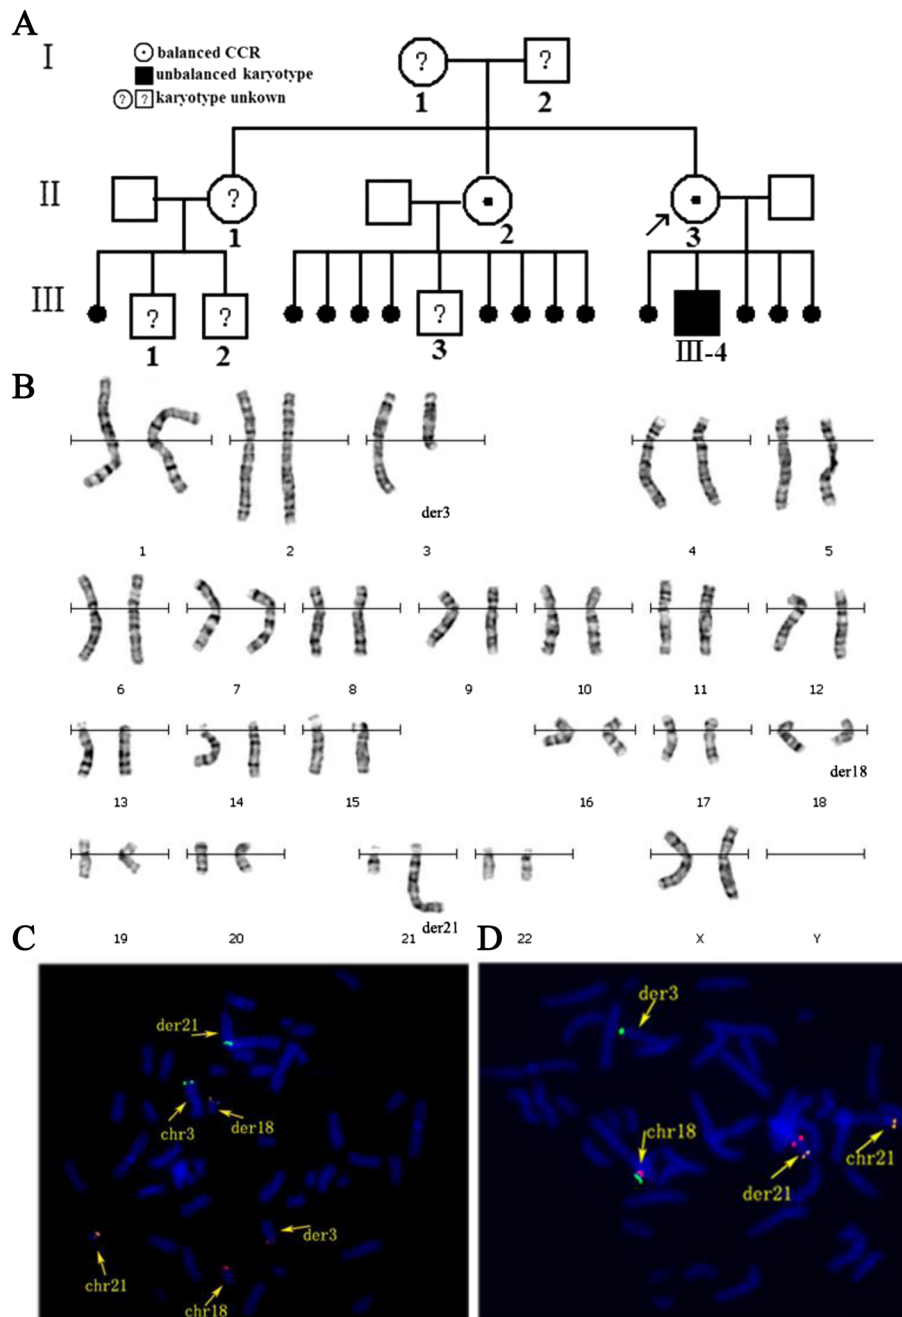 A
I
balanced CCR
unbalanced karyotype
? ? karyotype unkown
? ?
1 2
II
? 
1 2 3
III
? ? ?
1 2 3 III-4
B
der3
1 2 3 4 5
6 7 8 9 10 11 12
der18
13 14 15 16 17 18
der21
C D
19 20 21 22 X Y
der21
chr3
der18
der3
chr21
chr18
der3
chr18
der21
chr21